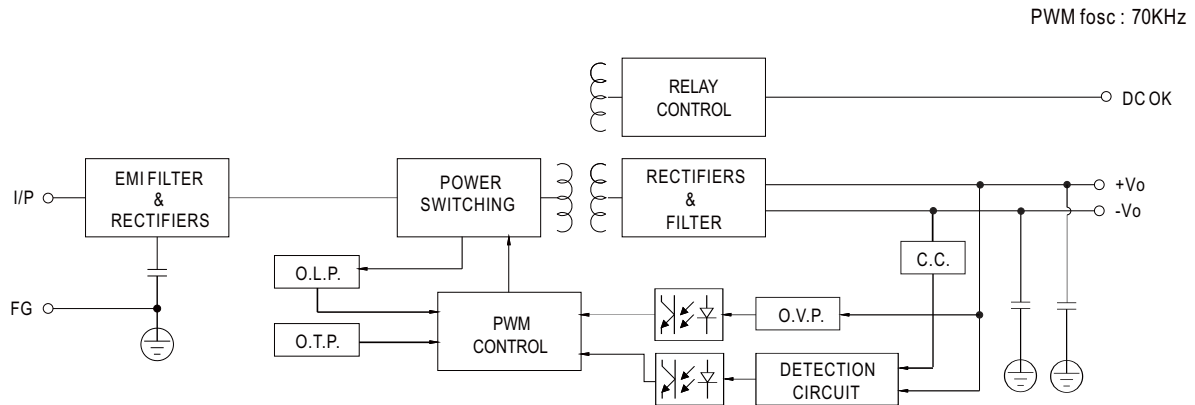 PWM fosc : 70KHz
RELAY
CONTROL
DC OK
I/P
EMI FILTER
&
RECTIFIERS
POWER
SWITCHING
RECTIFIERS
&
FILTER
+Vo
-Vo
C.C.
O.L.P.
FG
O.T.P.
PWM
CONTROL
O.V.P.
DETECTION
CIRCUIT